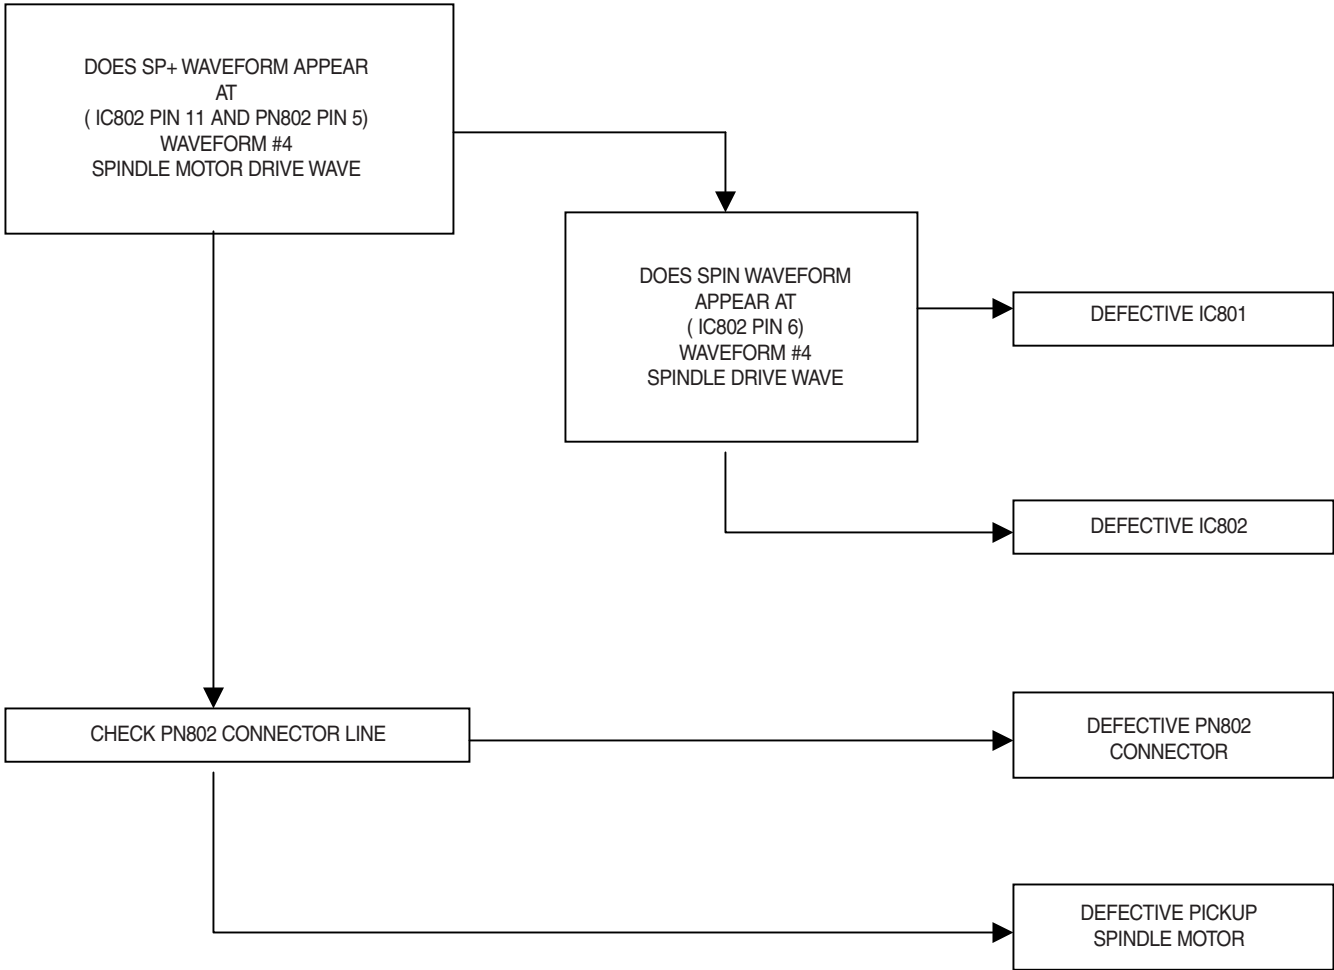 DOES SP+ WAVEFORM APPEAR
AT
( IC802 PIN 11 AND PN802 PIN 5)
WAVEFORM #4
SPINDLE MOTOR DRIVE WAVE
DOES SPIN WAVEFORM
APPEAR AT
( IC802 PIN 6)
WAVEFORM #4
SPINDLE DRIVE WAVE
DEFECTIVE IC801
DEFECTIVE IC802
CHECK PN802 CONNECTOR LINE
DEFECTIVE PN802
CONNECTOR
DEFECTIVE PICKUP
SPINDLE MOTOR